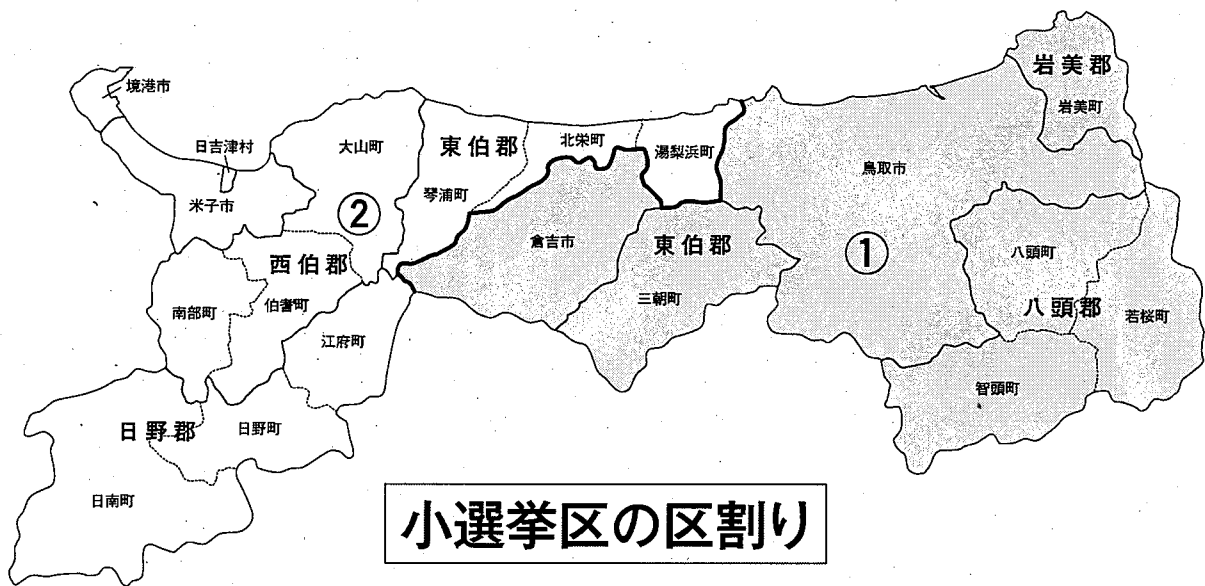 境港市
日吉津村
米子市
大山町
②
東伯郡
琴浦町
北栄町
湯梨浜町
鳥取市
岩美郡
岩美町
①
倉吉市
東伯郡
三朝町
八頭町
八頭郡
若桜町
智頭町
西伯郡
伯耆町
南部町
江府町
日野郡
日野町
日南町
小選挙区の区割り